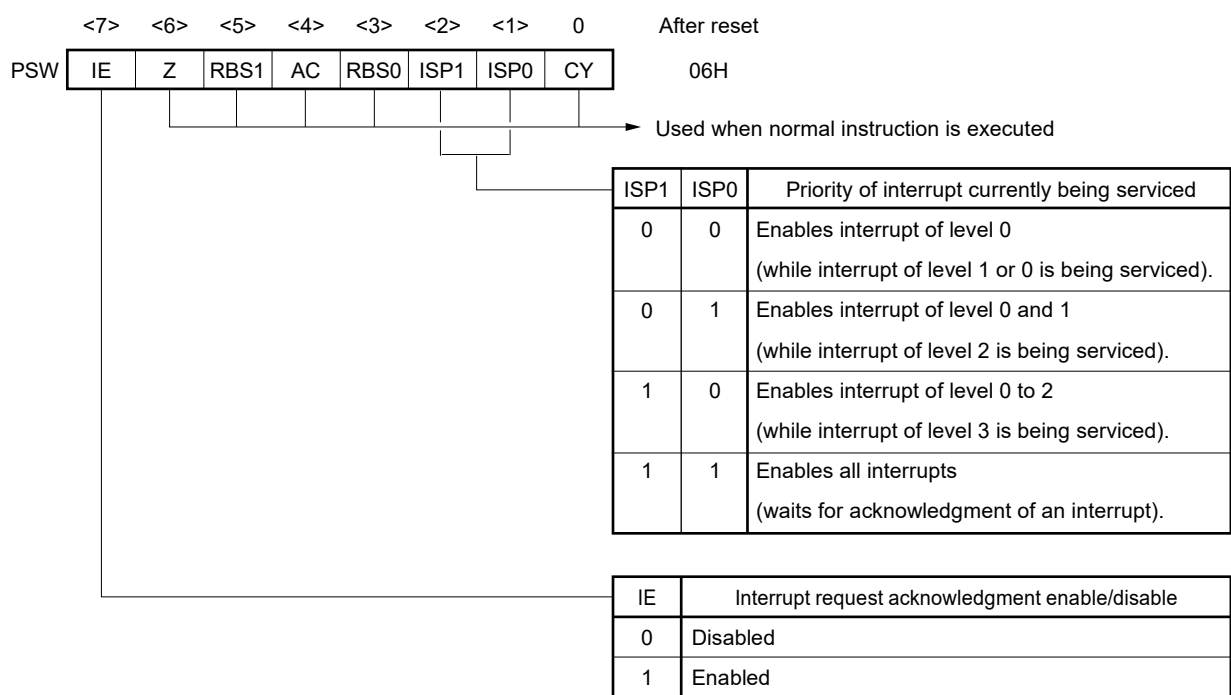 <7> <6> <5> <4> <3> <2> <1> 0 After reset
PSW IE Z RBS1 AC RBS0 ISP1 ISP0 CY 06H
Used when normal instruction is executed
ISP1 ISP0 Priority of interrupt currently being serviced
0 0 Enables interrupt of level 0
(while interrupt of level 1 or 0 is being serviced).
0 1 Enables interrupt of level 0 and 1
(while interrupt of level 2 is being serviced).
1 0 Enables interrupt of level 0 to 2
(while interrupt of level 3 is being serviced).
1 1 Enables all interrupts
(waits for acknowledgment of an interrupt).
IE Interrupt request acknowledgment enable/disable
0 Disabled
1 Enabled